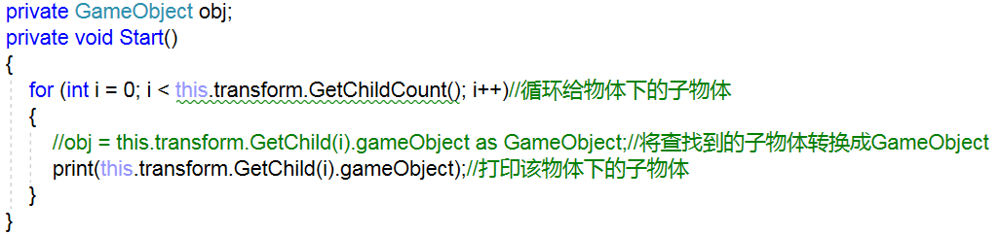 private GameObject obj;
private void Start()
{
for (int i = 0; i < this.transform.GetChildCount(); i++)//循环给物体下的子物体
{
//obj = this.transform.GetChild(i).gameObject as GameObject;//将查找到的子物体转换成GameObject
print(this.transform.GetChild(i).gameObject);//打印该物体下的子物体
}
}